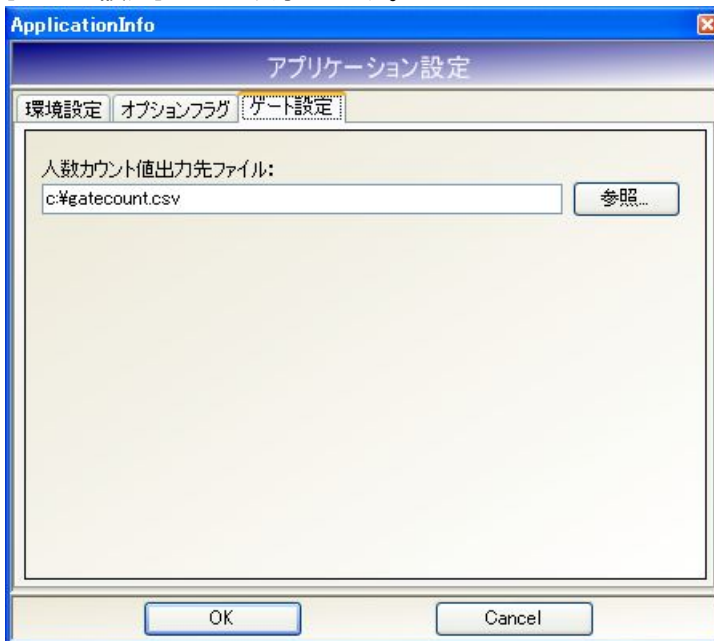 ApplicationInfo
アプリケーション設定
環境設定 オプションフラグ ゲート設定
人数カウント値出力先ファイル:
c:¥gatecount.csv 参照...
OK Cancel